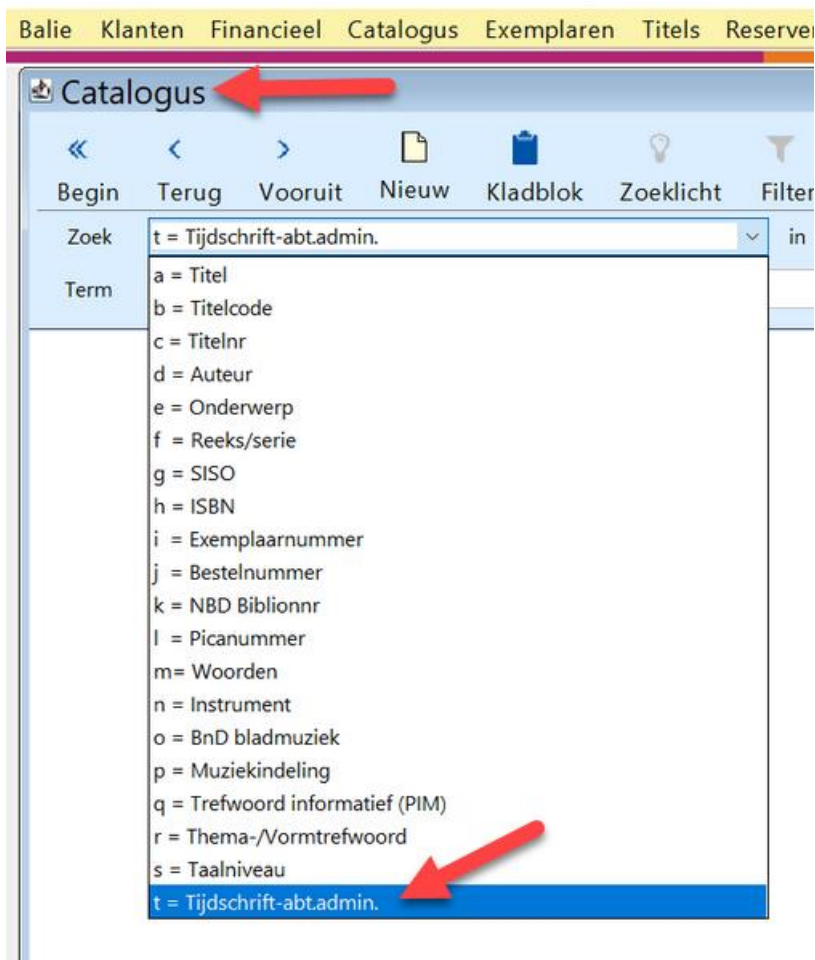 Balie Klanten Financieel Catalogus Exemplaren Titels Reserver
Catalogus
Begin Terug Vooruit Nieuw Kladblok Zoeklicht Filter
Zoek t = Tijdschrift-abt.admin. in
Term
a = Titel
b = Titelcode
c = Titelnr
d = Auteur
e = Onderwerp
f = Reeks/serie
g = SISO
h = ISBN
i = Exemplaarnummer
j = Bestelnummer
k = NBD Biblionnr
l = Picanummer
m= Woorden
n = Instrument
o = BnD bladmuziek
p = Muziekindeling
q = Trefwoord informatief (PIM)
r = Thema-/Vormtrefwoord
s = Taalniveau
t = Tijdschrift-abt.admin.